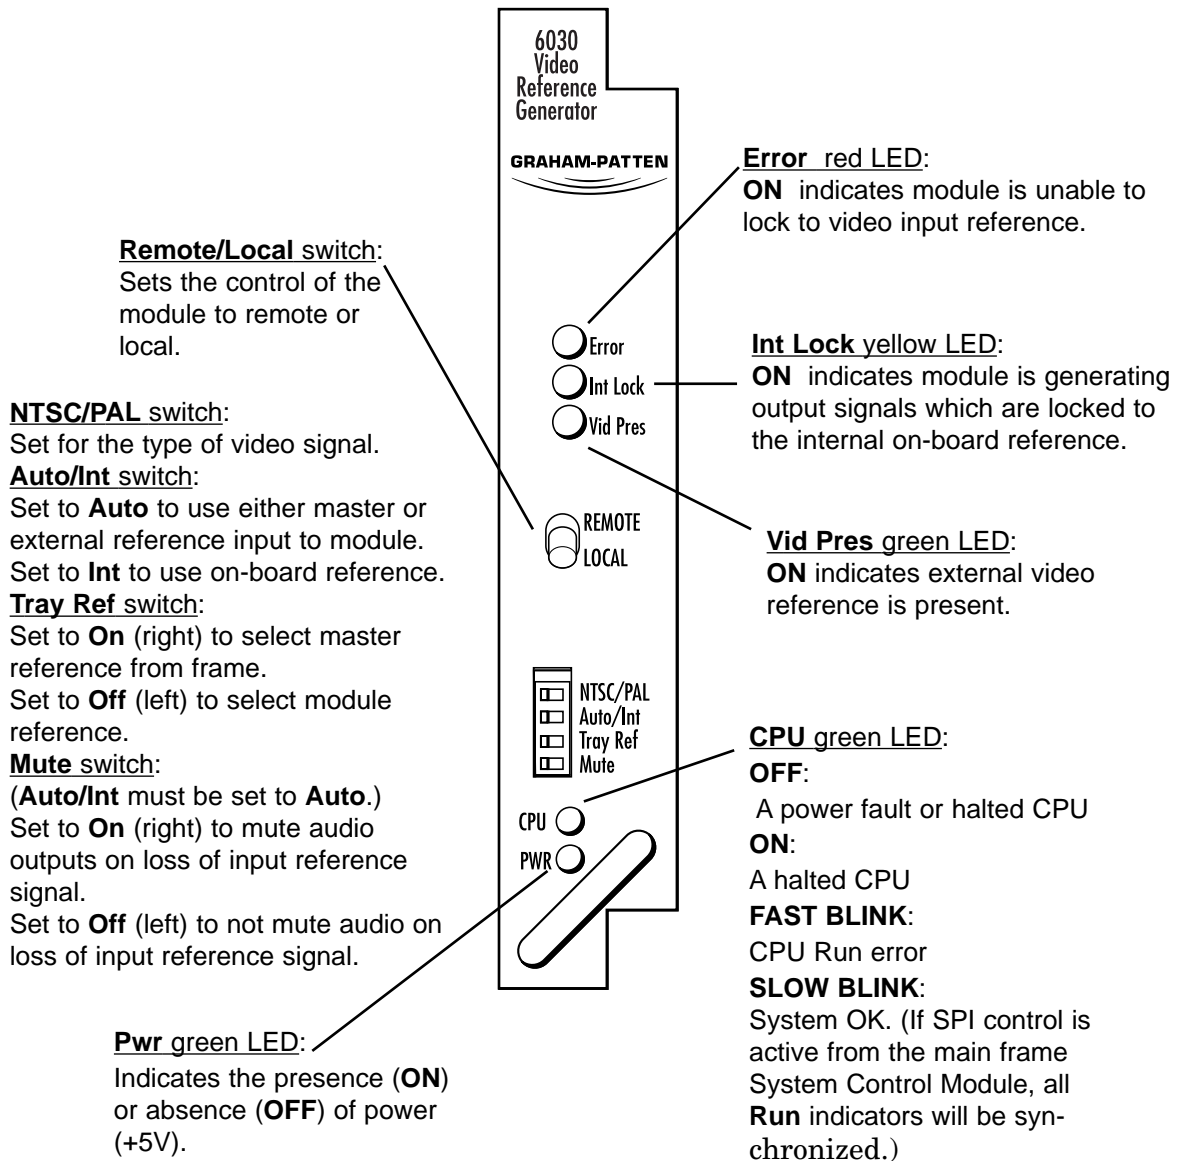 6030
Video
Reference
Generator
GRAHAM-PATTEN
Error red LED:
ON indicates module is unable to
lock to video input reference.
Remote/Local switch:
Sets the control of the
module to remote or
local.
Error
Int Lock
Vid Pres
Int Lock yellow LED:
ON indicates module is generating
output signals which are locked to
the internal on-board reference.
NTSC/PAL switch:
Set for the type of video signal.
Auto/Int switch:
Set to Auto to use either master or
external reference input to module.
Set to Int to use on-board reference.
Tray Ref switch:
Set to On (right) to select master
reference from frame.
Set to Off (left) to select module
reference.
Mute switch:
(Auto/Int must be set to Auto.)
Set to On (right) to mute audio
outputs on loss of input reference
signal.
Set to Off (left) to not mute audio on
loss of input reference signal.
REMOTE
LOCAL
Vid Pres green LED:
ON indicates external video
reference is present.
NTSC/PAL
Auto/Int
Tray Ref
Mute
CPU
PWR
CPU green LED:
OFF:
A power fault or halted CPU
ON:
A halted CPU
FAST BLINK:
CPU Run error
SLOW BLINK:
System OK. (If SPI control is
active from the main frame
System Control Module, all
Run indicators will be syn-
chronized.)
Pwr green LED:
Indicates the presence (ON)
or absence (OFF) of power
(+5V).